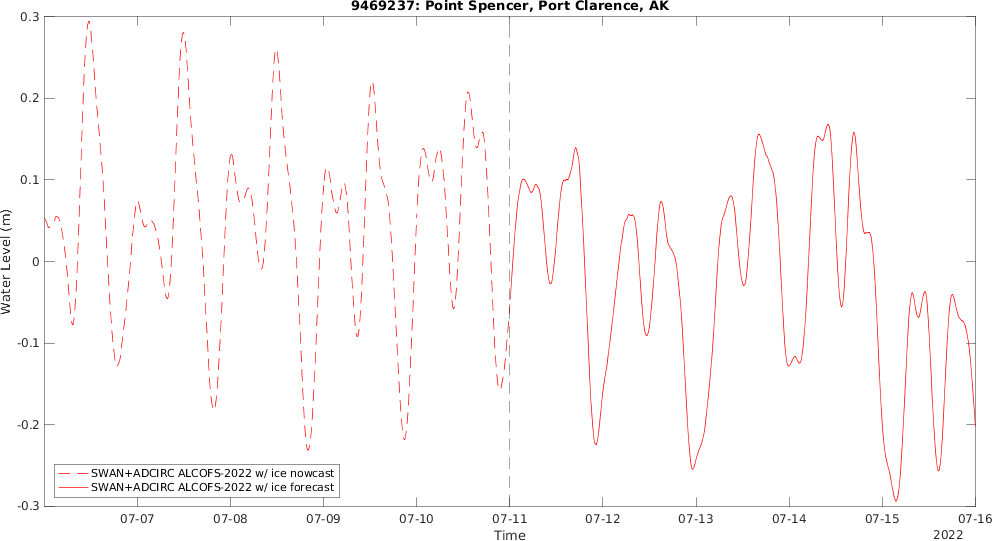 9469237: Point Spencer, Port Clarence, AK
0.3
0.2
0.1
0
-0.1
-0.2
-0.3
Water Level (m)
SWAN+ADCIRC ALCOFS-2022 w/ ice nowcast
SWAN+ADCIRC ALCOFS-2022 w/ ice forecast
07-07 07-08 07-09 07-10 07-11 07-12 07-13 07-14 07-15 07-16
Time
2022